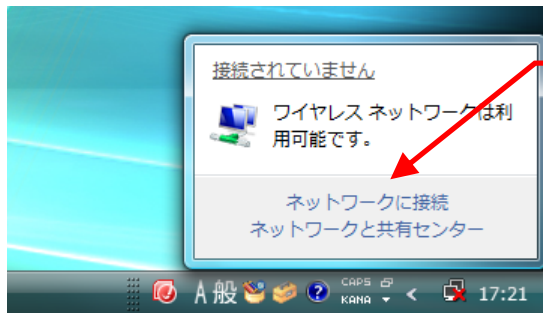 接続されていません
ワイヤレス ネットワークは利
用可能です。
ネットワークに接続
ネットワークと共有センター
A 般
CAPS
KANA
17:21